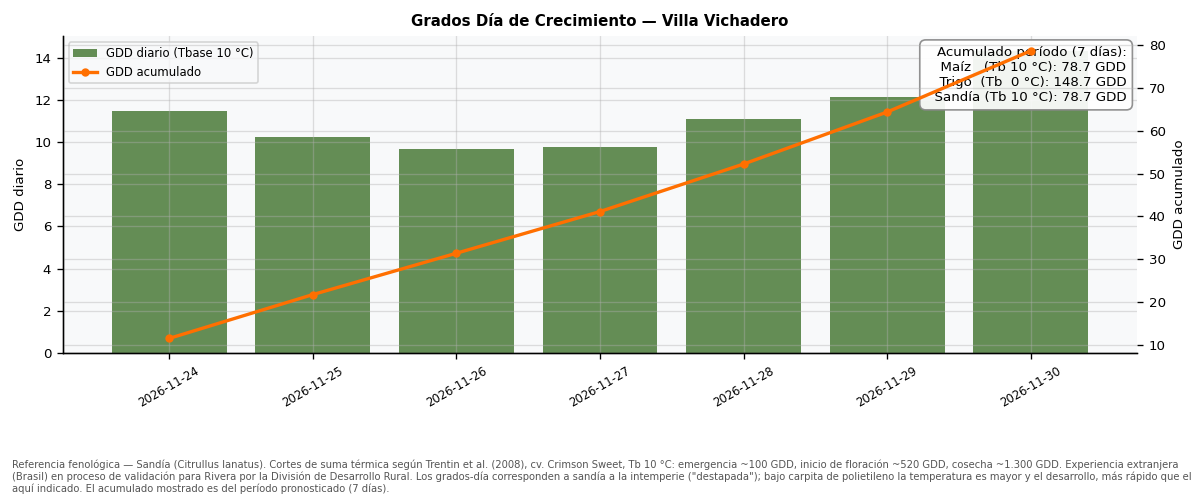 Grados Día de Crecimiento — Villa Vichadero
GDD diario (Tbase 10 °C)
GDD acumulado
Acumulado período (7 días):
Maíz (Tb 10 °C): 78.7 GDD
Trigo (Tb 0 °C): 148.7 GDD
Sandía (Tb 10 °C): 78.7 GDD
GDD diario
14
12
10
8
6
4
2
0
80
70
60
50
40
30
20
10
GDD acumulado
2026-11-24
2026-11-25
2026-11-26
2026-11-27
2026-11-28
2026-11-29
2026-11-30
Referencia fenológica — Sandía (Citrullus lanatus). Cortes de suma térmica según Trentin et al. (2008), cv. Crimson Sweet, Tb 10 °C: emergencia ~100 GDD, inicio de floración ~520 GDD, cosecha ~1.300 GDD. Experiencia extranjera
(Brasil) en proceso de validación para Rivera por la División de Desarrollo Rural. Los grados-día corresponden a sandía a la intemperie ("destapada"); bajo carpita de polietileno la temperatura es mayor y el desarrollo, más rápido que el
aquí indicado. El acumulado mostrado es del período pronosticado (7 días).